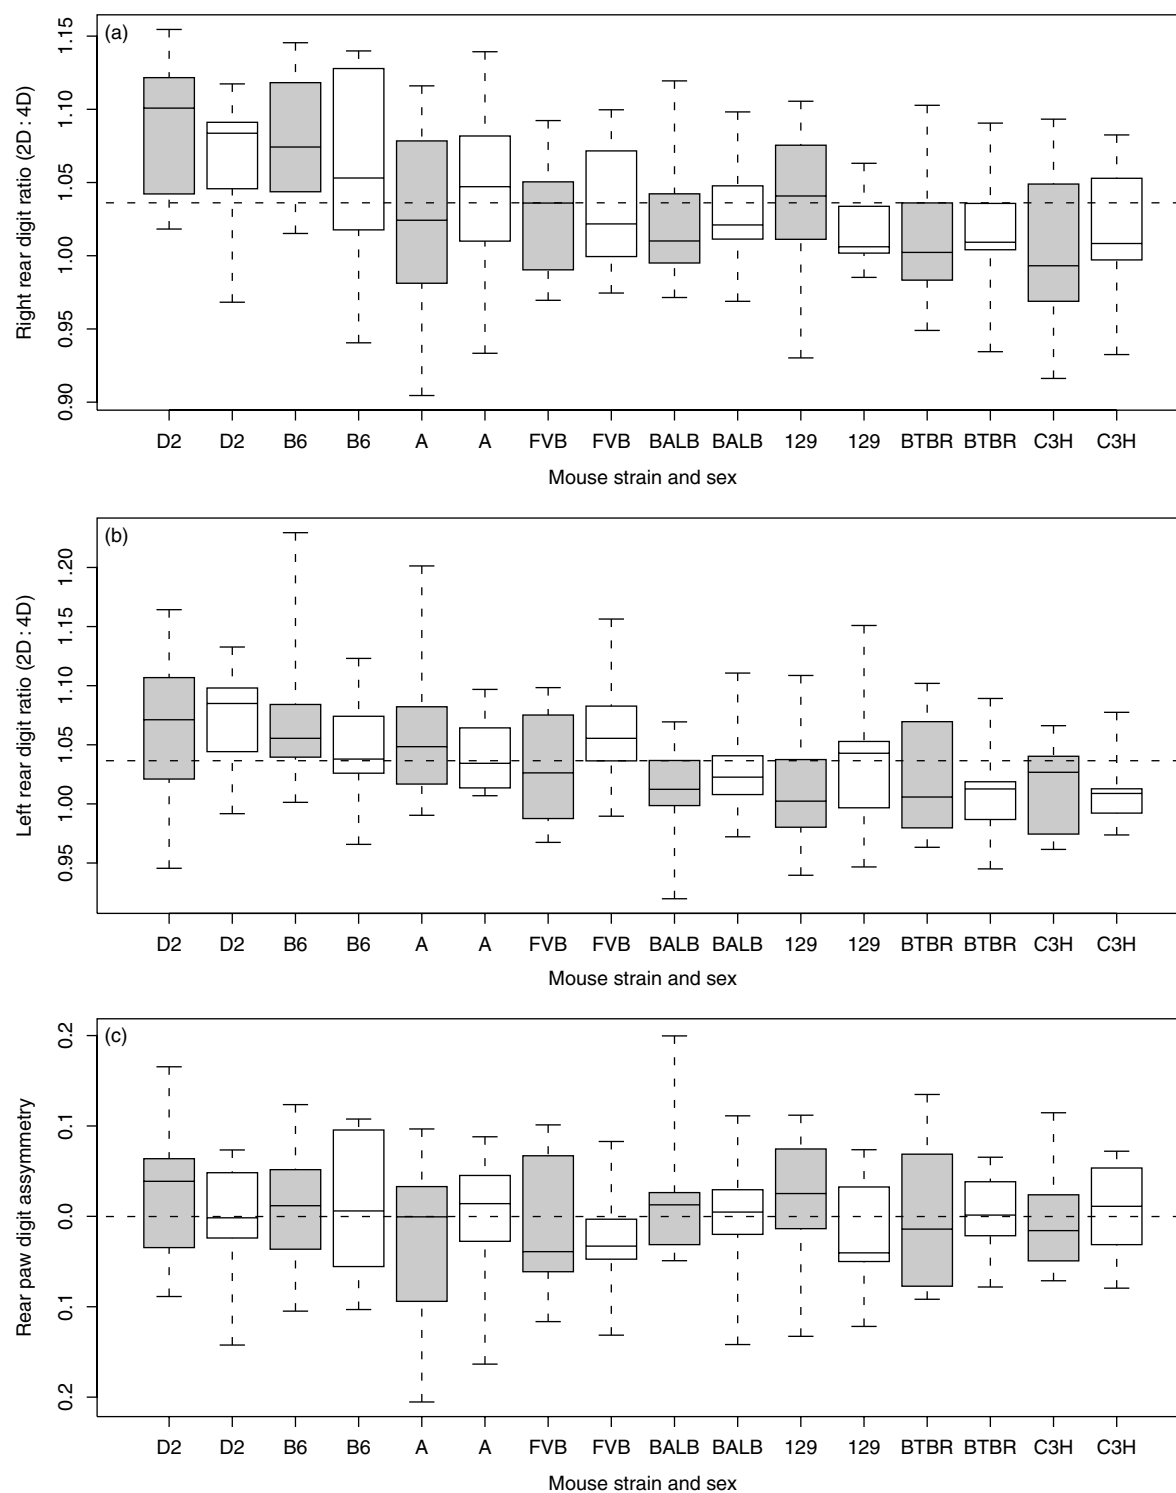 (a)
Right rear digit ratio (2D : 4D)
1.15
1.10
1.05
1.00
0.95
0.90
D2 D2 B6 B6 A A FVB FVB BALB BALB 129 129 BTBR BTBR C3H C3H
Mouse strain and sex
(b)
Left rear digit ratio (2D : 4D)
1.20
1.15
1.10
1.05
1.00
0.95
D2 D2 B6 B6 A A FVB FVB BALB BALB 129 129 BTBR BTBR C3H C3H
Mouse strain and sex
(c)
Rear paw digit assymmetry
0.2
0.1
0.0
0.1
0.2
D2 D2 B6 B6 A A FVB FVB BALB BALB 129 129 BTBR BTBR C3H C3H
Mouse strain and sex